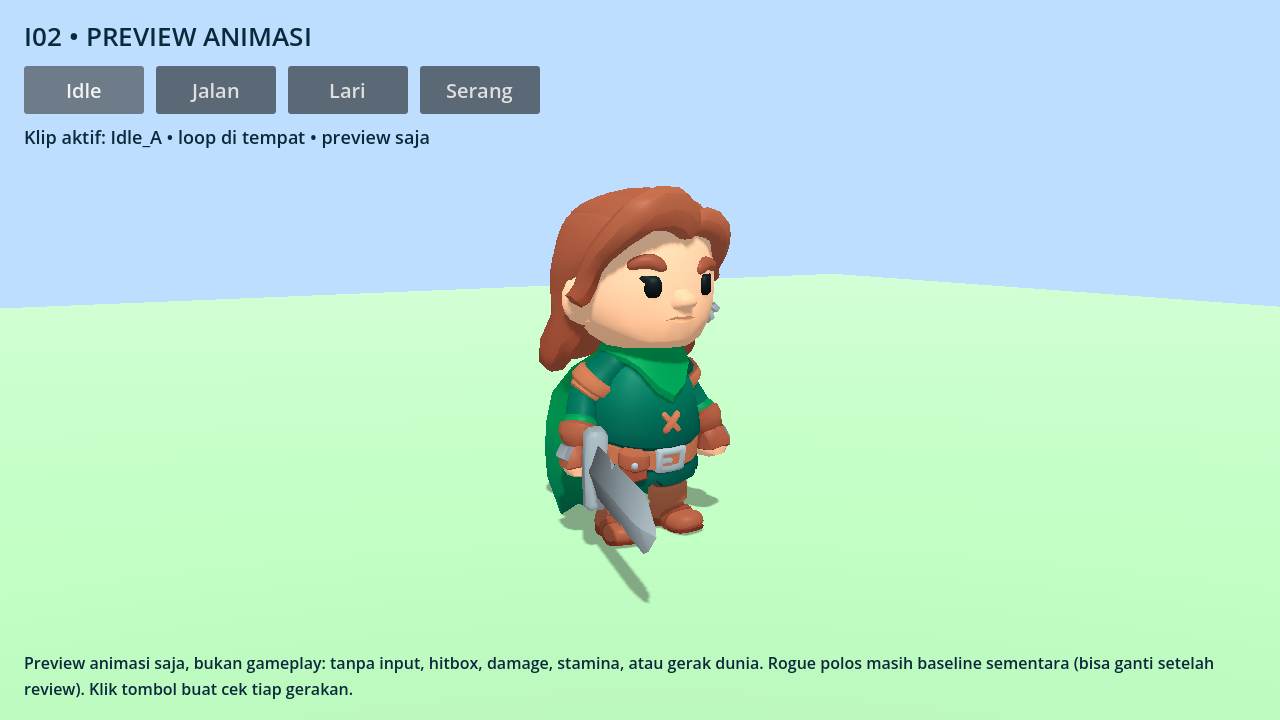 I02 • PREVIEW ANIMASI
Idle
Jalan
Lari
Serang
Klip aktif: Idle_A • loop di tempat • preview saja
Preview animasi saja, bukan gameplay: tanpa input, hitbox, damage, stamina, atau gerak dunia. Rogue polos masih baseline sementara (bisa ganti setelah
review). Klik tombol buat cek tiap gerakan.